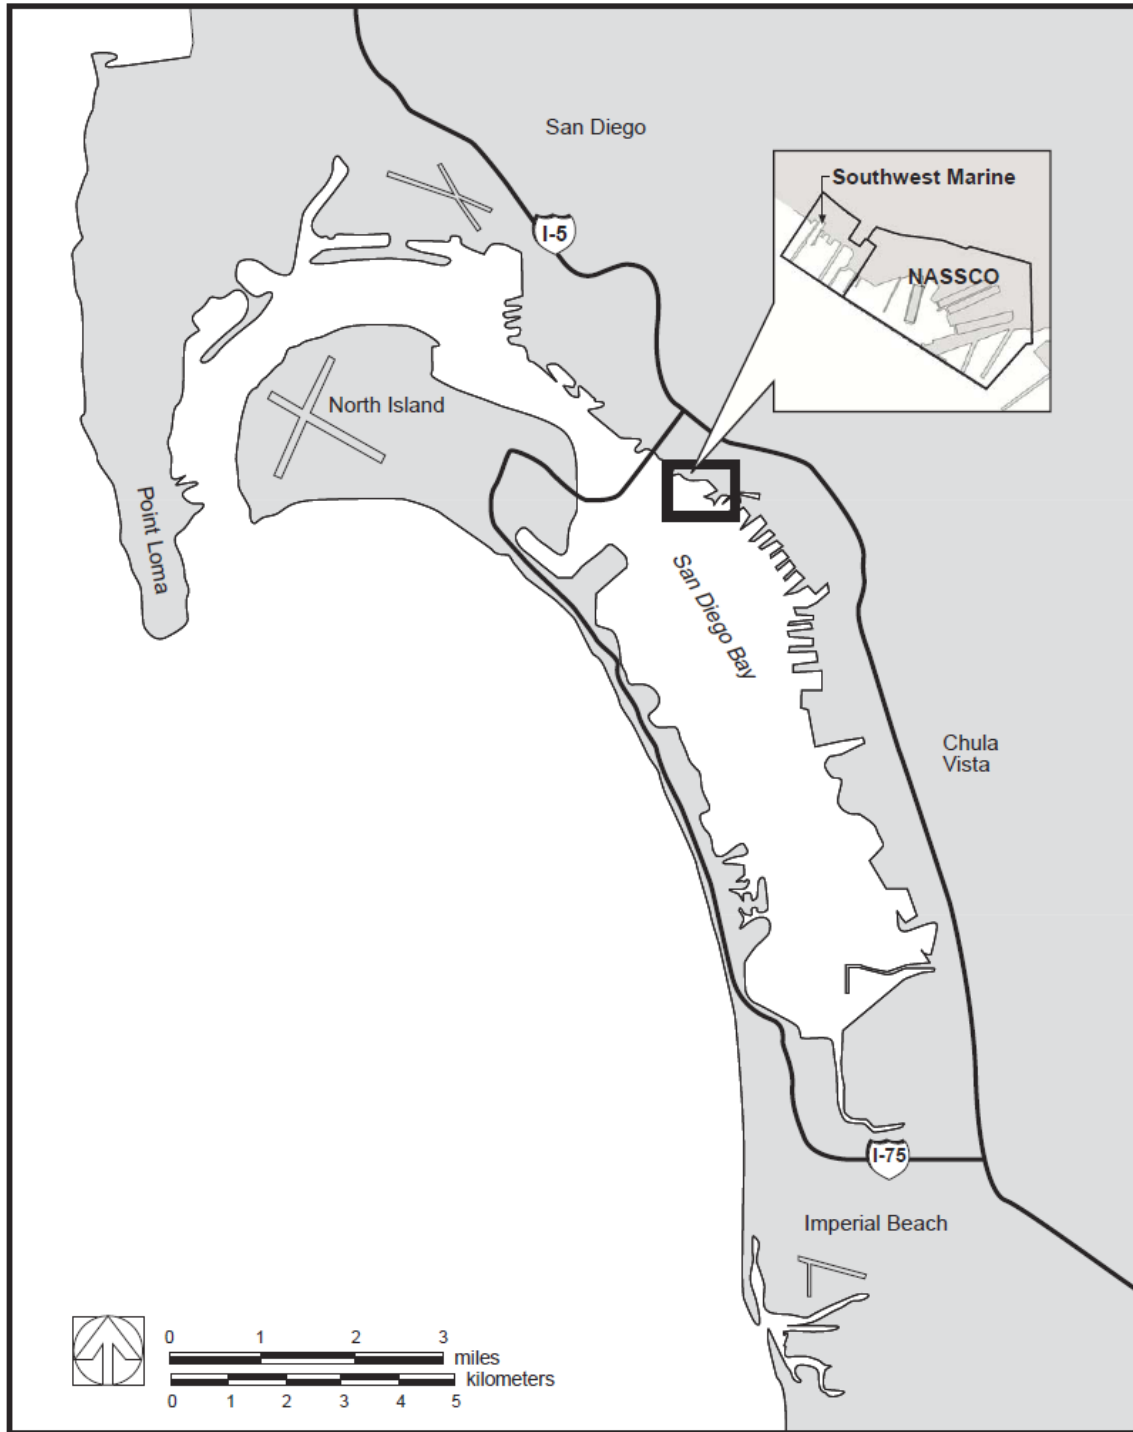 San Diego
Southwest Marine
I-5
NASSCO
North Island
Point Loma
San Diego Bay
Chula
Vista
I-75
Imperial Beach
0 1 2 3
miles
kilometers
0 1 2 3 4 5